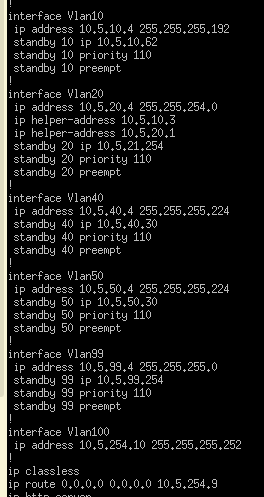 !
interface Vlan10
ip address 10.5.10.4 255.255.255.192
standby 10 ip 10.5.10.62
standby 10 priority 110
standby 10 preempt
!
interface Vlan20
ip address 10.5.20.4 255.255.254.0
ip helper-address 10.5.10.3
ip helper-address 10.5.20.1
standby 20 ip 10.5.21.254
standby 20 priority 110
standby 20 preempt
!
interface Vlan40
ip address 10.5.40.4 255.255.255.224
standby 40 ip 10.5.40.30
standby 40 priority 110
standby 40 preempt
!
interface Vlan50
ip address 10.5.50.4 255.255.255.224
standby 50 ip 10.5.50.30
standby 50 priority 110
standby 50 preempt
!
interface Vlan99
ip address 10.5.99.4 255.255.255.0
standby 99 ip 10.5.99.254
standby 99 priority 110
standby 99 preempt
!
interface Vlan100
ip address 10.5.254.10 255.255.255.252
!
ip classless
ip route 0.0.0.0 0.0.0.0 10.5.254.9
ip http server